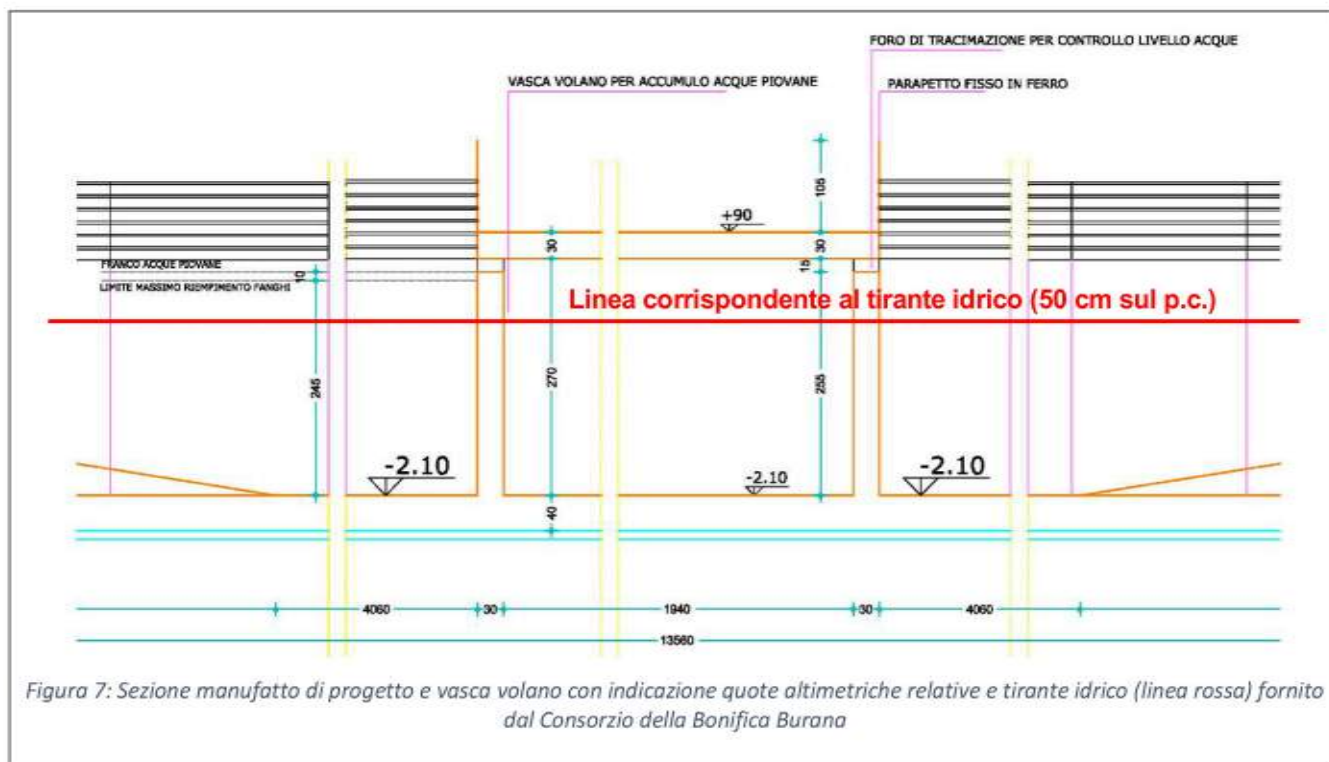 FORO DI TRACIMAZIONE PER CONTROLLO LIVELLO ACQUE
VASCA VOLANO PER ACCUMULO ACQUE PIOVANE
PARAPETTO FISSO IN FERRO
105
+90
30
30
FRANCO ACQUE PIOVANE
10
15
LIMITE MASSIMO RIEMPIMENTO FANGHI
Linea corrispondente al tirante idrico (50 cm sul p.c.)
245
270
255
-2.10
-2.10
-2.10
40
4060
30
1940
30
4060
13560
Figura 7: Sezione manufatto di progetto e vasca volano con indicazione quote altimetriche relative e tirante idrico (linea rossa) fornito
dal Consorzio della Bonifica Burana